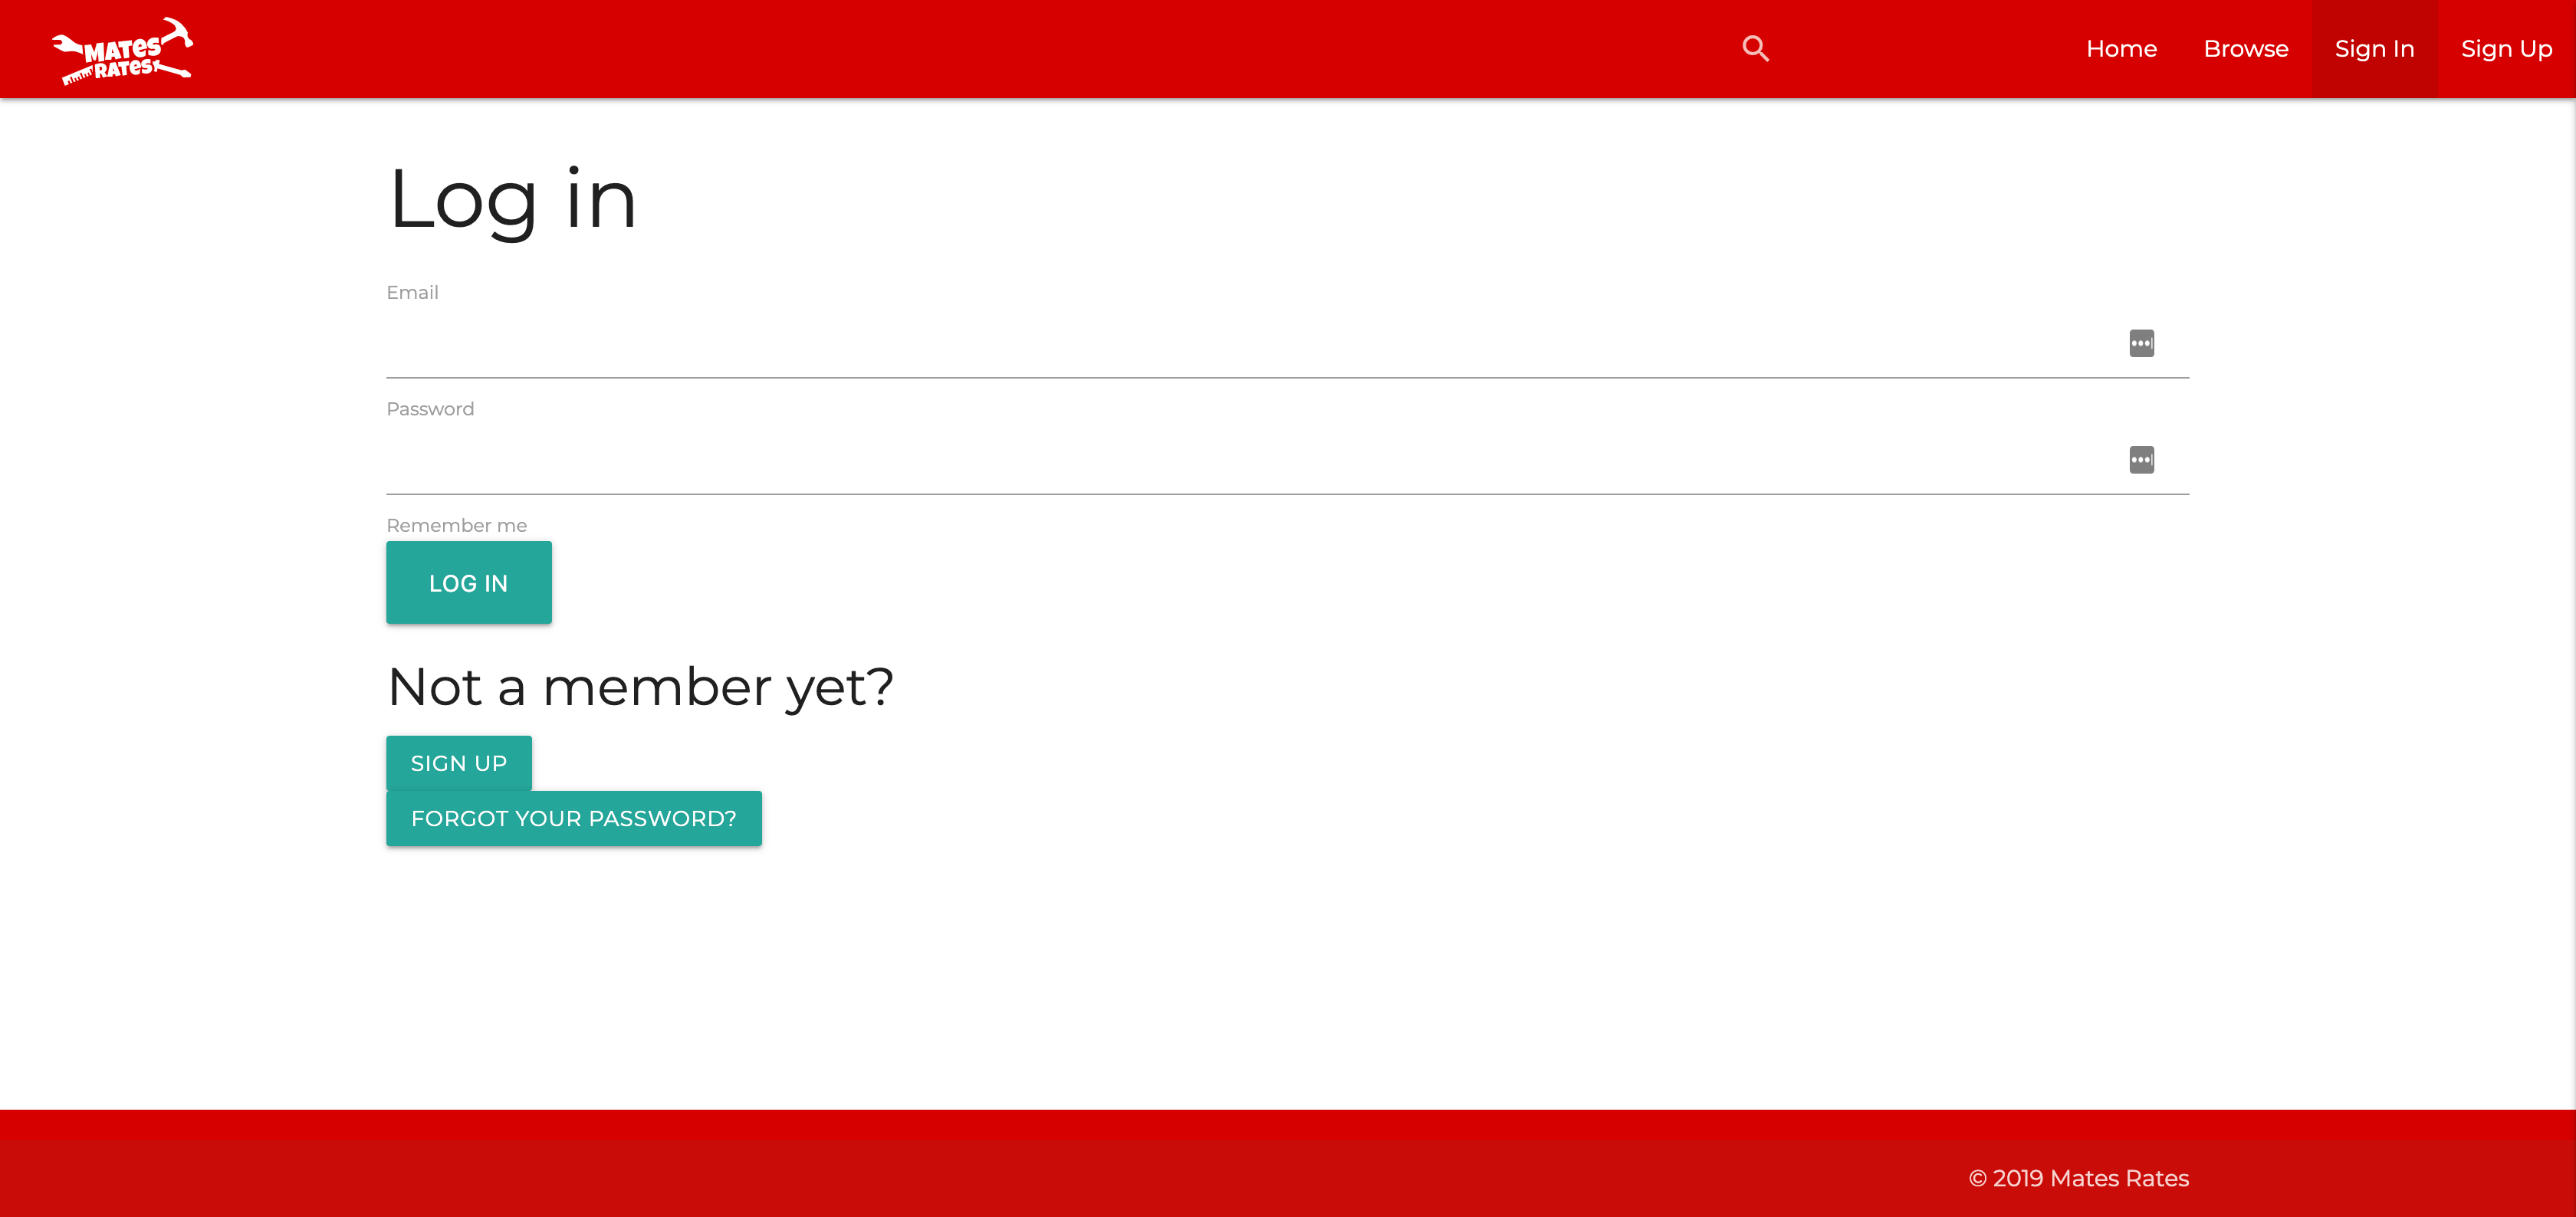 MATES
RATES
Home Browse Sign In Sign Up
Log in
Email
Password
Remember me
LOG IN
Not a member yet?
SIGN UP
FORGOT YOUR PASSWORD?
© 2019 Mates Rates